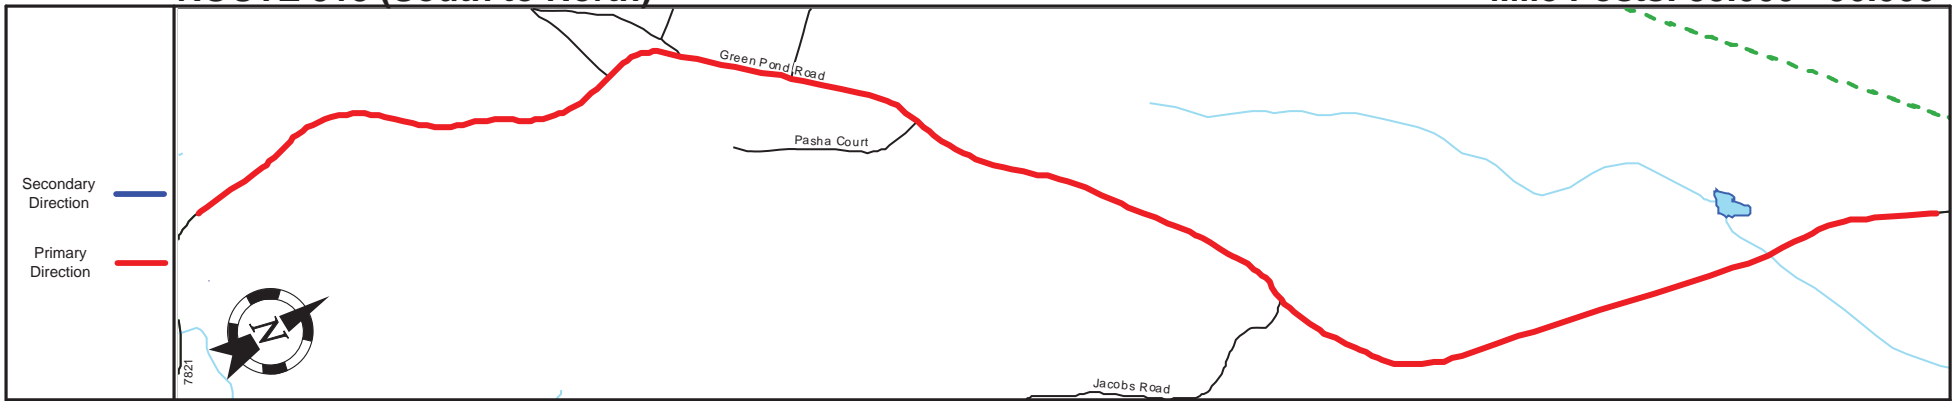 Secondary
Direction
Primary
Direction
Green Pond Road
Pasha Court
Jacobs Road
7821
N